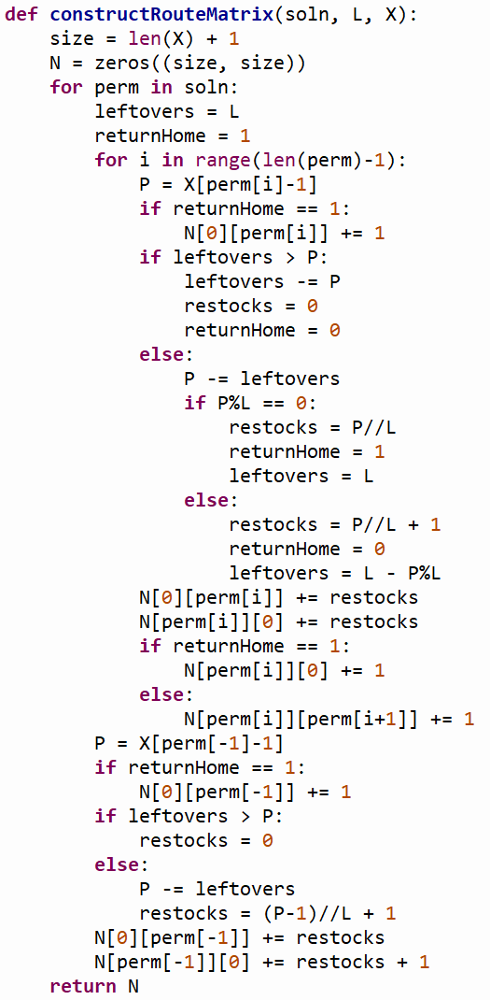 def constructRouteMatrix(soln, L, X):
    size = len(X) + 1
    N = zeros((size, size))
    for perm in soln:
        leftovers = L
        returnHome = 1
        for i in range(len(perm)-1):
            P = X[perm[i]-1]
            if returnHome == 1:
                N[0][perm[i]] += 1
            if leftovers > P:
                leftovers -= P
                restocks = 0
                returnHome = 0
            else:
                P -= leftovers
                if P%L == 0:
                    restocks = P//L
                    returnHome = 1
                    leftovers = L
                else:
                    restocks = P//L + 1
                    returnHome = 0
                    leftovers = L - P%L
            N[0][perm[i]] += restocks
            N[perm[i]][0] += restocks
            if returnHome == 1:
                N[perm[i]][0] += 1
            else:
                N[perm[i]][perm[i+1]] += 1
        P = X[perm[-1]-1]
        if returnHome == 1:
            N[0][perm[-1]] += 1
        if leftovers > P:
            restocks = 0
        else:
            P -= leftovers
            restocks = (P-1)//L + 1
        N[0][perm[-1]] += restocks
        N[perm[-1]][0] += restocks + 1
    return N